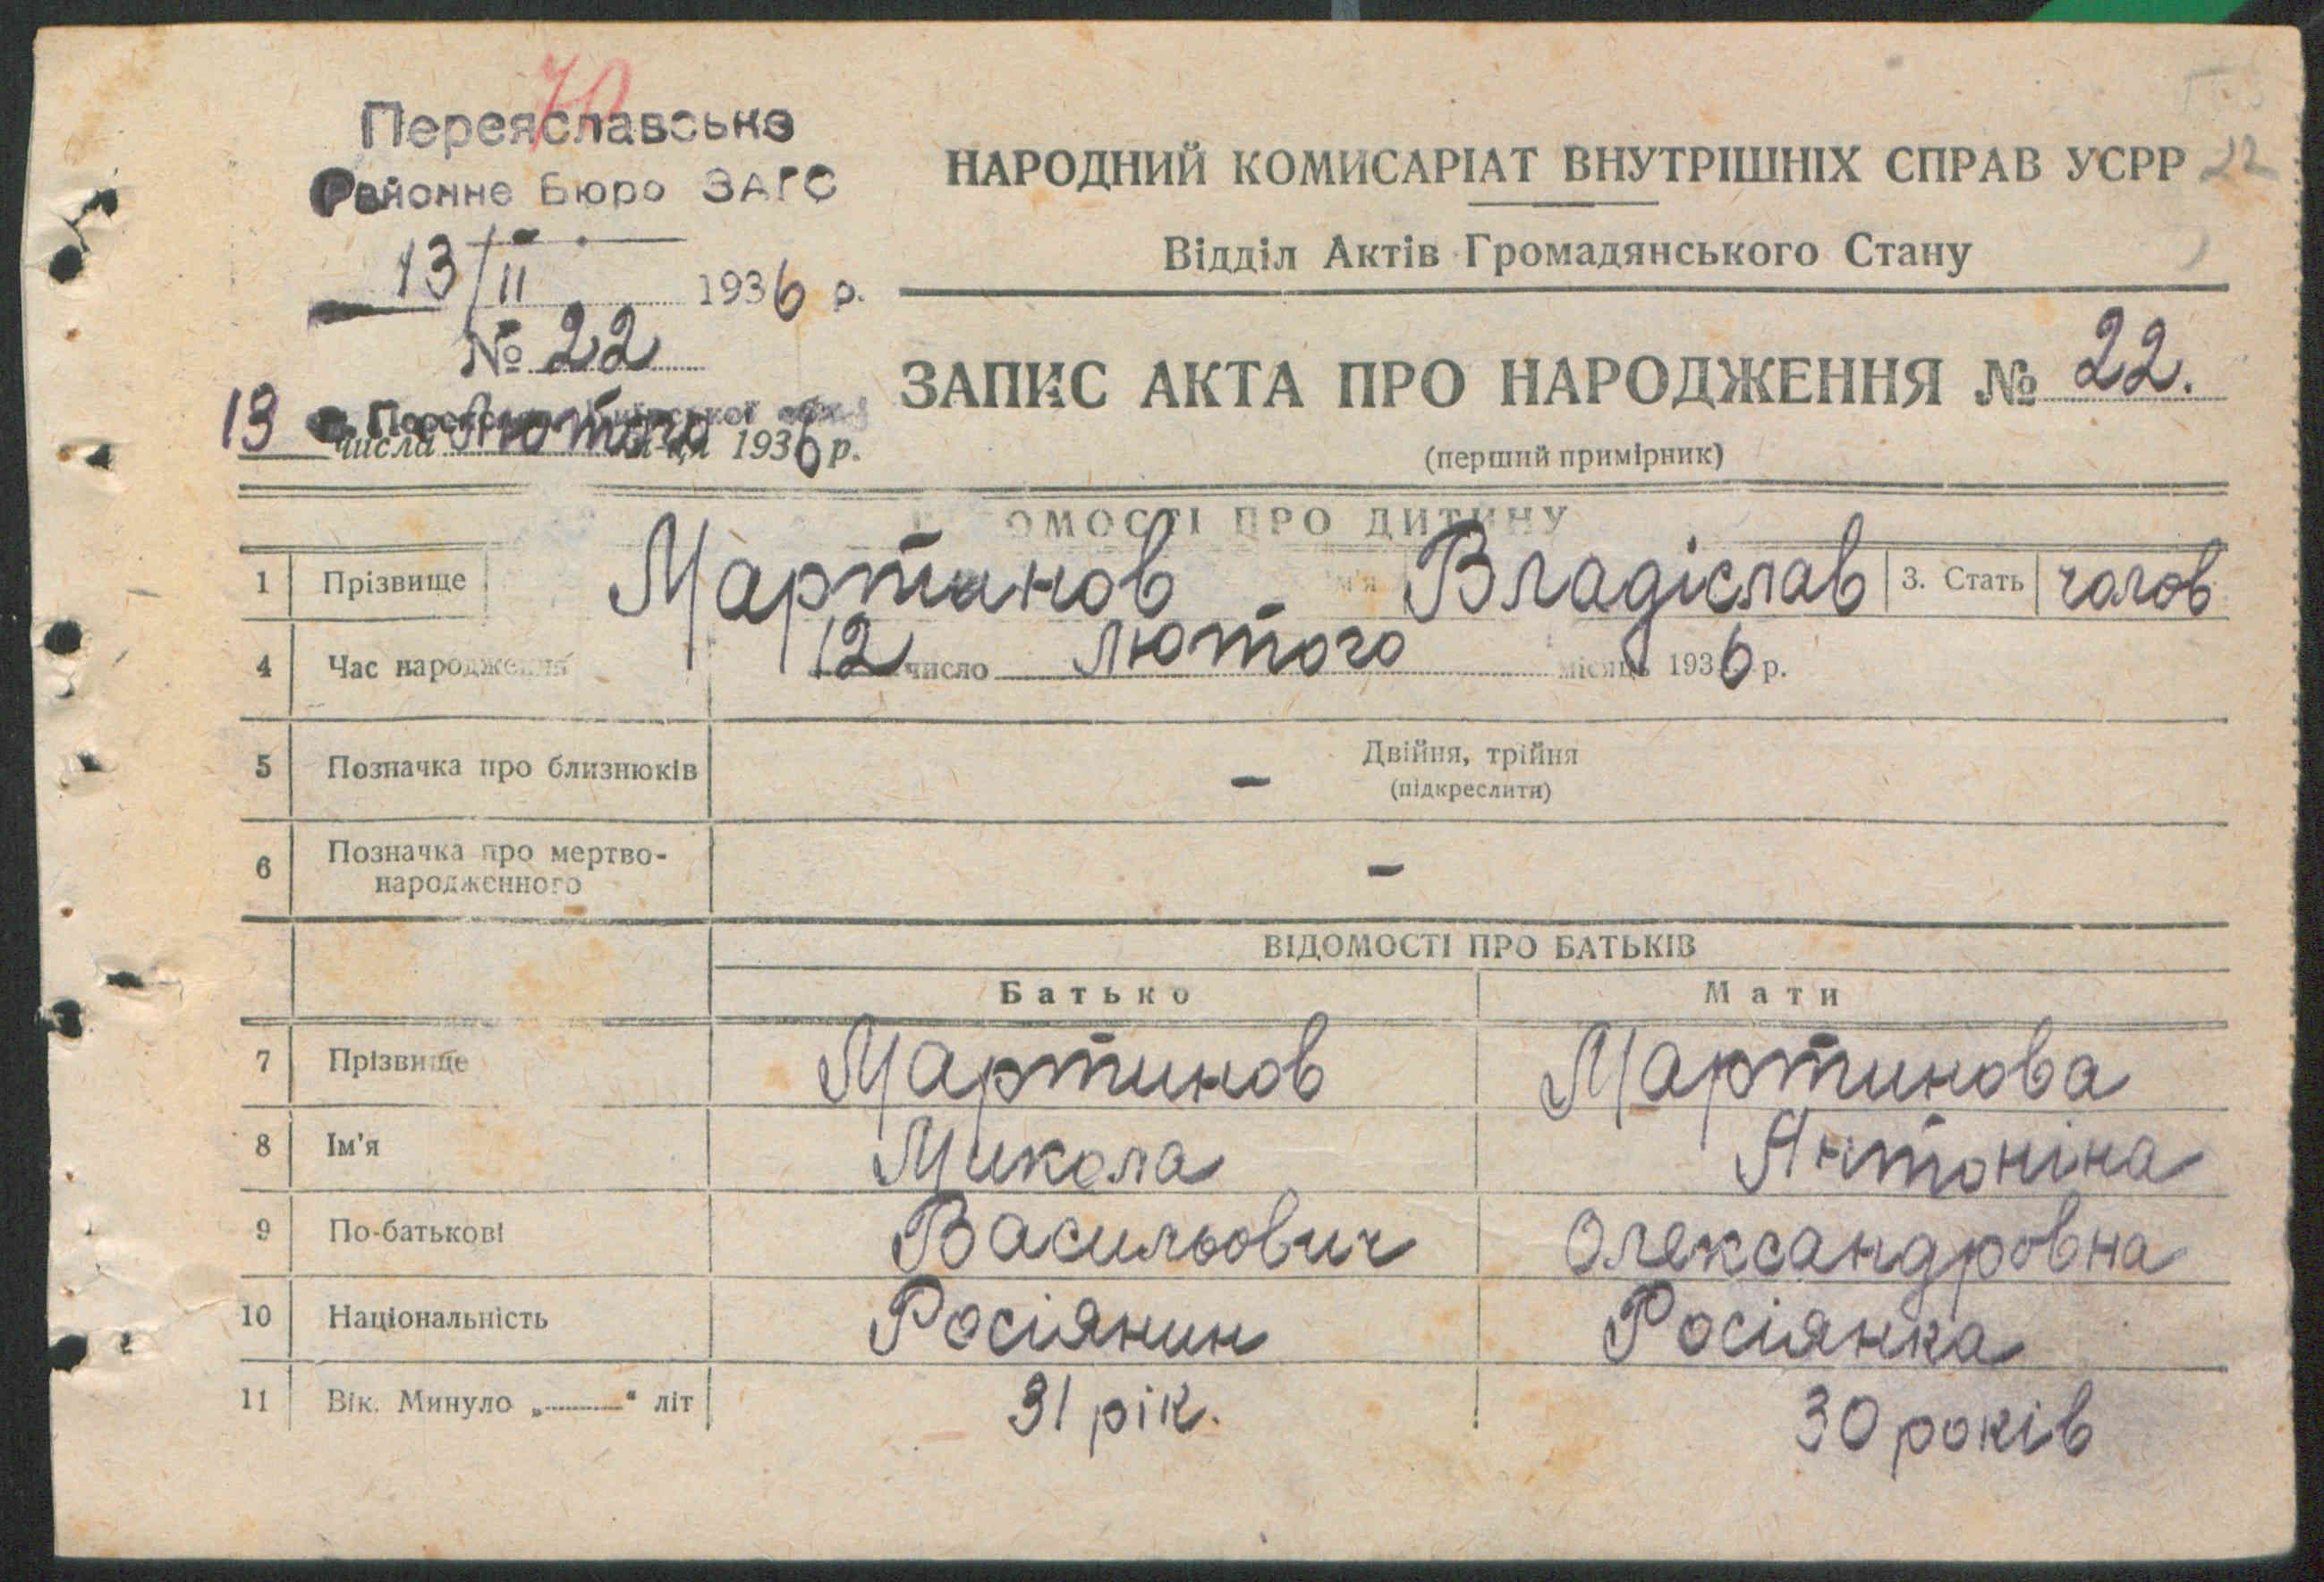 70
Переяславське
Районне Бюро ЗАГС
13/II 1936 р.
№ 22
13 числа Лютого м-ця 1936 р.
22
НАРОДНИЙ КОМИСАРІАТ ВНУТРІШНІХ СПРАВ УСРР
Відділ Актів Громадянського Стану
ЗАПИС АКТА ПРО НАРОДЖЕННЯ № 22.
(перший примірник)
ОМОСТІ ПРО ДИТИНУ
1 Прізвище Мартинов ім'я Владіслав 3. Стать чолов
4 Час народження 12 число лютого місяць 1936 р.
5 Позначка про близнюків – Двійня, трійня
(підкреслити)
6 Позначка про мертво-
народженного –
ВІДОМОСТІ ПРО БАТЬКІВ
Батько Мати
7 Прізвище Мартинов Мартинова
8 Ім'я Микола Антоніна
9 По-батькові Васильович Олександровна
10 Національність Росіянин Росіянка
11 Вік. Минуло „———" літ 31 рік. 30 років